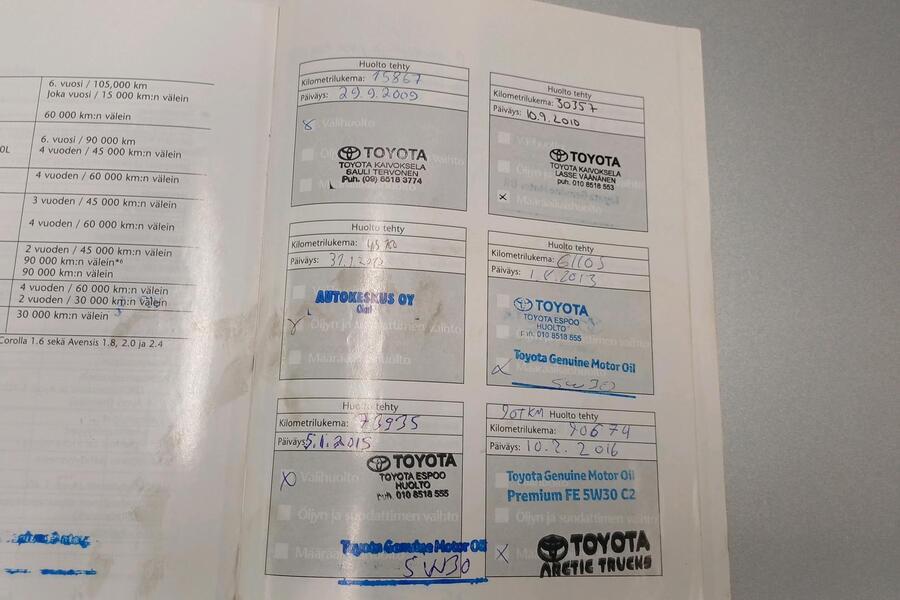 6. vuosi / 105,000 km
Joka vuosi / 15 000 km:n välein
60 000 km:n välein
6. vuosi / 90 000 km
4 vuoden / 45 000 km:n välein
4 vuoden / 60 000 km:n välein
3 vuoden / 45 000 km:n välein
4 vuoden / 60 000 km:n välein
2 vuoden / 45 000 km:n välein
90 000 km:n välein*⁶
90 000 km:n välein
4 vuoden / 60 000 km:n välein
2 vuoden / 30 000 km:n välein
30 000 km:n välein
Corolla 1.6 sekä Avensis 1.8, 2.0 ja 2.4
Huolto tehty
Kilometrilukema: 15867
Päiväys: 29.9.2009
Välihuolto
TOYOTA
TOYOTA KAIVOKSELA
SAULI TERVONEN
Puh. (09) 8518 3774
Huolto tehty
Kilometrilukema: 30357
Päiväys: 10.9.2010
TOYOTA
TOYOTA KAIVOKSELA
LASSE VÄÄNÄNEN
puh. 010 8518 553
Määräaikaishuolto
Huolto tehty
Kilometrilukema:
Päiväys:
AUTOKESKUS OY
Öljyn ja suodattimen vaihto
Määräaikaishuolto
Huolto tehty
Kilometrilukema: 61105
Päiväys: 1.8.2013
TOYOTA
TOYOTA ESPOO
HUOLTO
puh. 010 8518 555
Toyota Genuine Motor Oil
5W30
Huolto tehty
Kilometrilukema: 73935
Päiväys: 5.1.2015
Välihuolto
TOYOTA
TOYOTA ESPOO
HUOLTO
puh. 010 8518 555
Öljyn ja suodattimen vaihto
Toyota Genuine Motor Oil
5W30
90TKM Huolto tehty
Kilometrilukema: 90674
Päiväys: 10.2.2016
Toyota Genuine Motor Oil
Premium FE 5W30 C2
Öljyn ja suodattimen vaihto
TOYOTA
ARCTIC TRUCKS